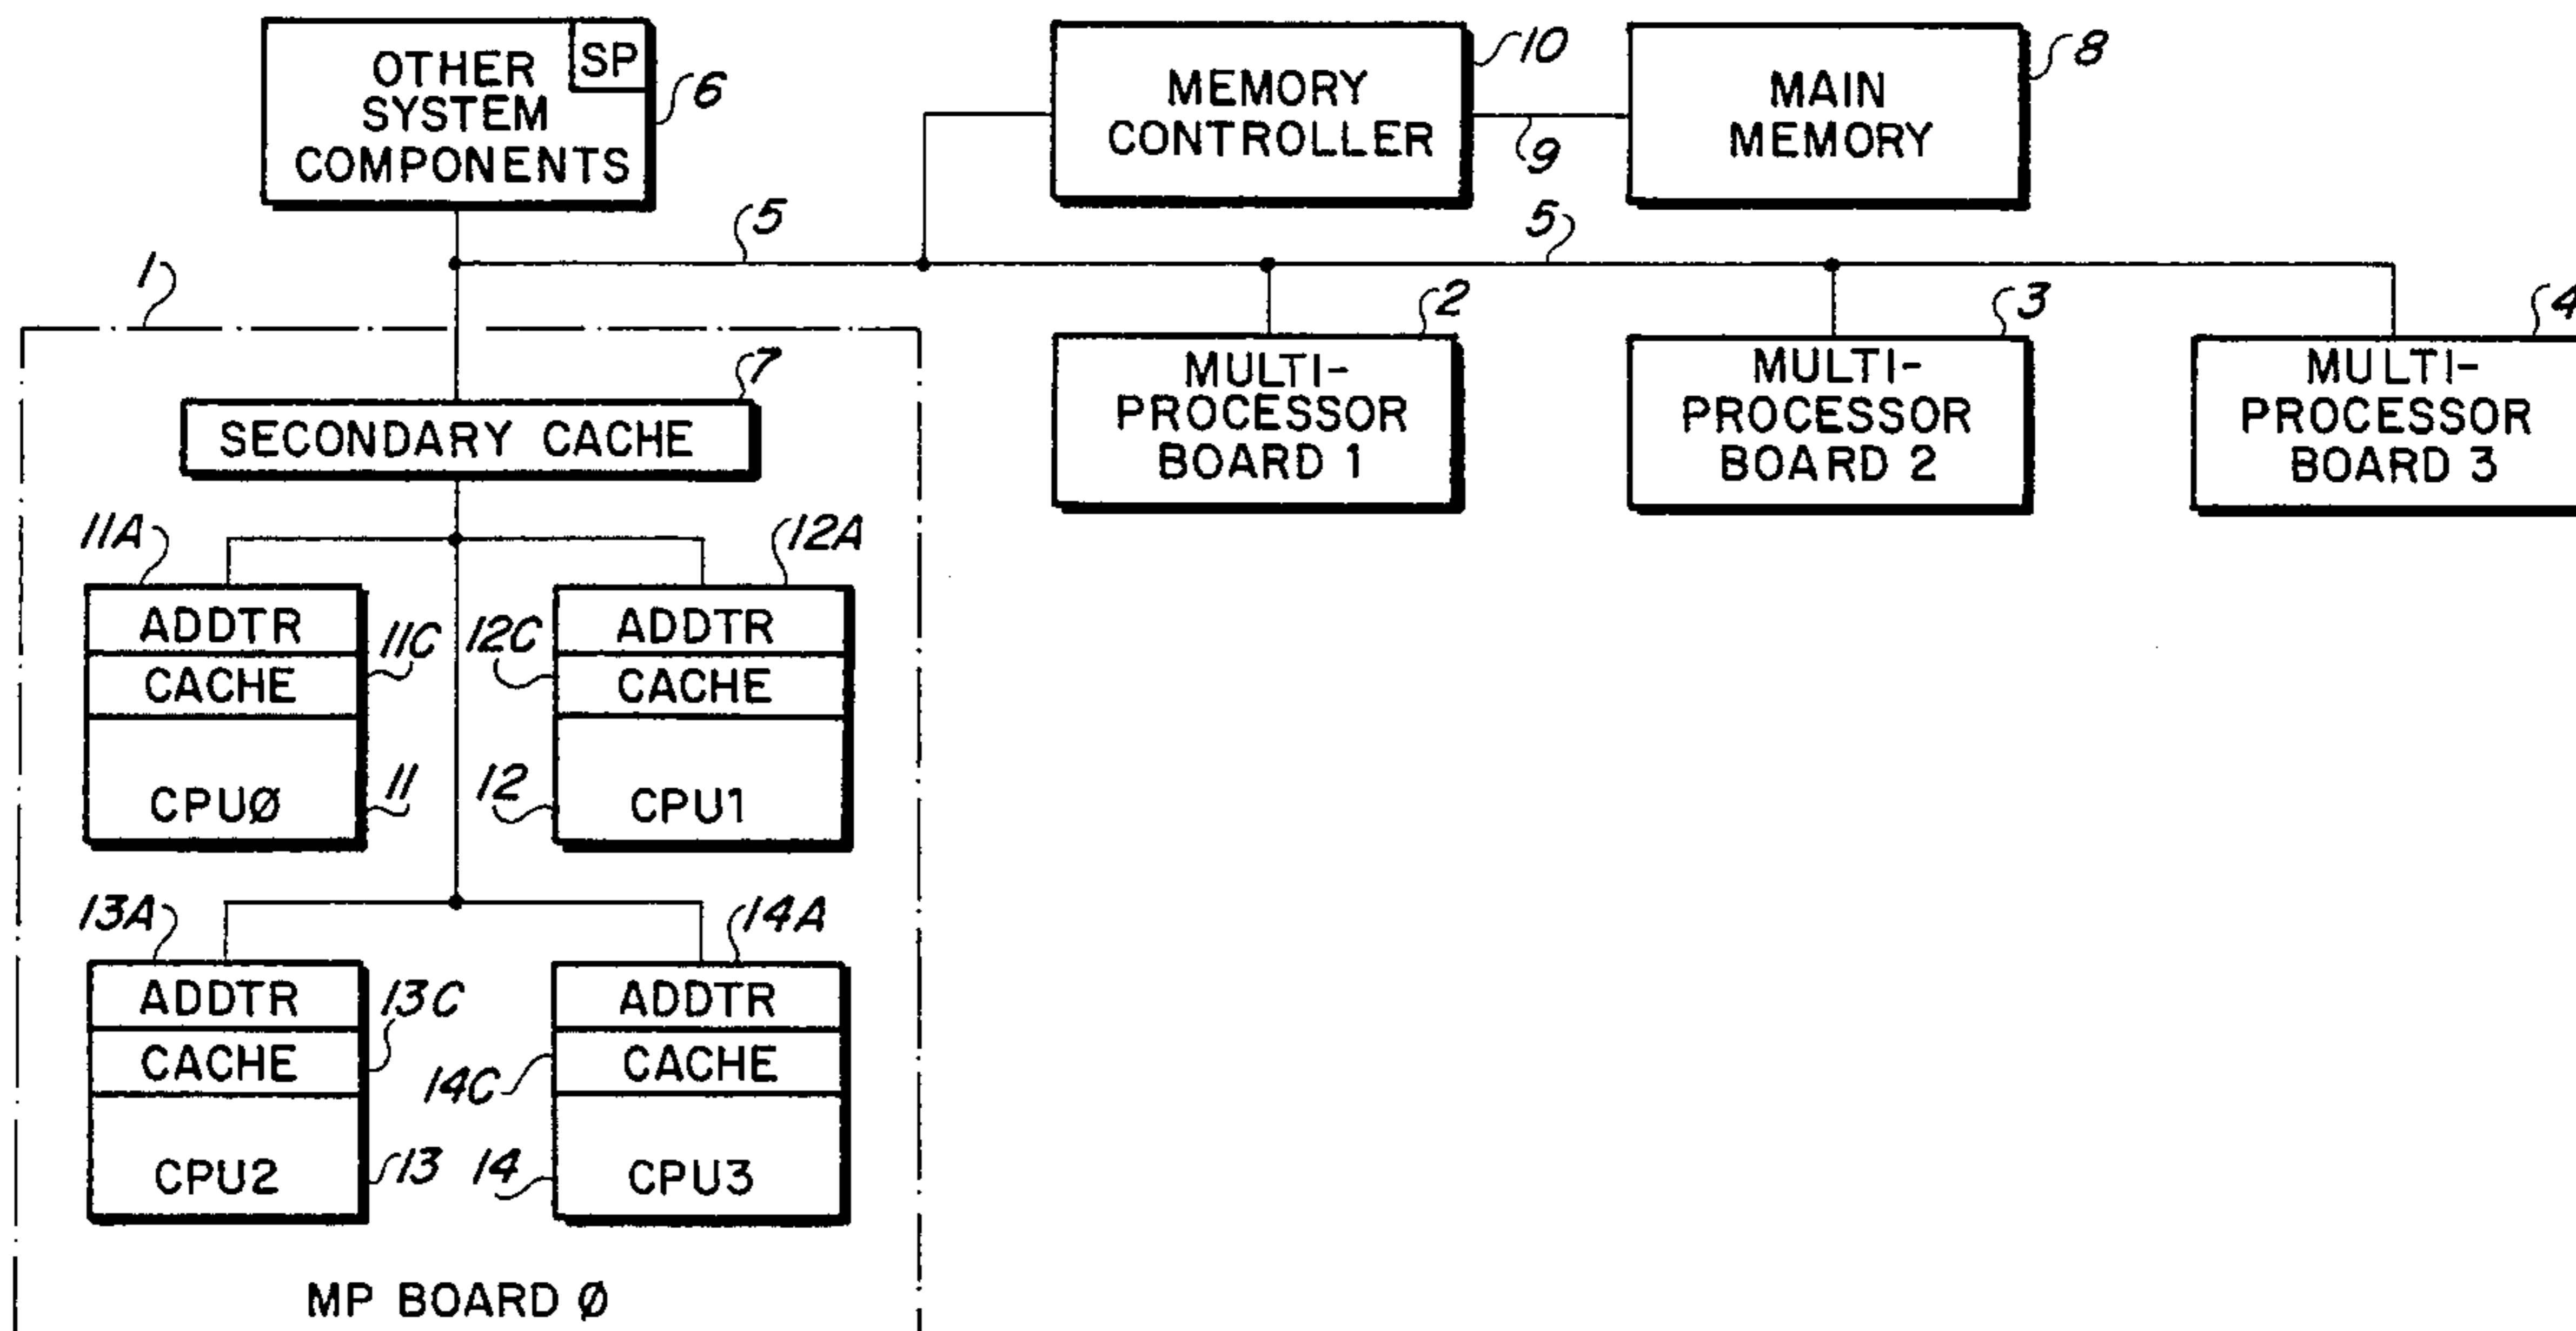 OTHER
SYSTEM
COMPONENTS
SP
6
MEMORY
CONTROLLER
10
9
MAIN
MEMORY
8
5
5
1
2
3
4
SECONDARY CACHE
7
MULTI-
PROCESSOR
BOARD 1
MULTI-
PROCESSOR
BOARD 2
MULTI-
PROCESSOR
BOARD 3
11A
12A
ADDTR
CACHE
CPUØ
11C
11
ADDTR
CACHE
CPU1
12C
12
13A
14A
ADDTR
CACHE
CPU2
13C
13
ADDTR
CACHE
CPU3
14C
14
MP BOARD Ø